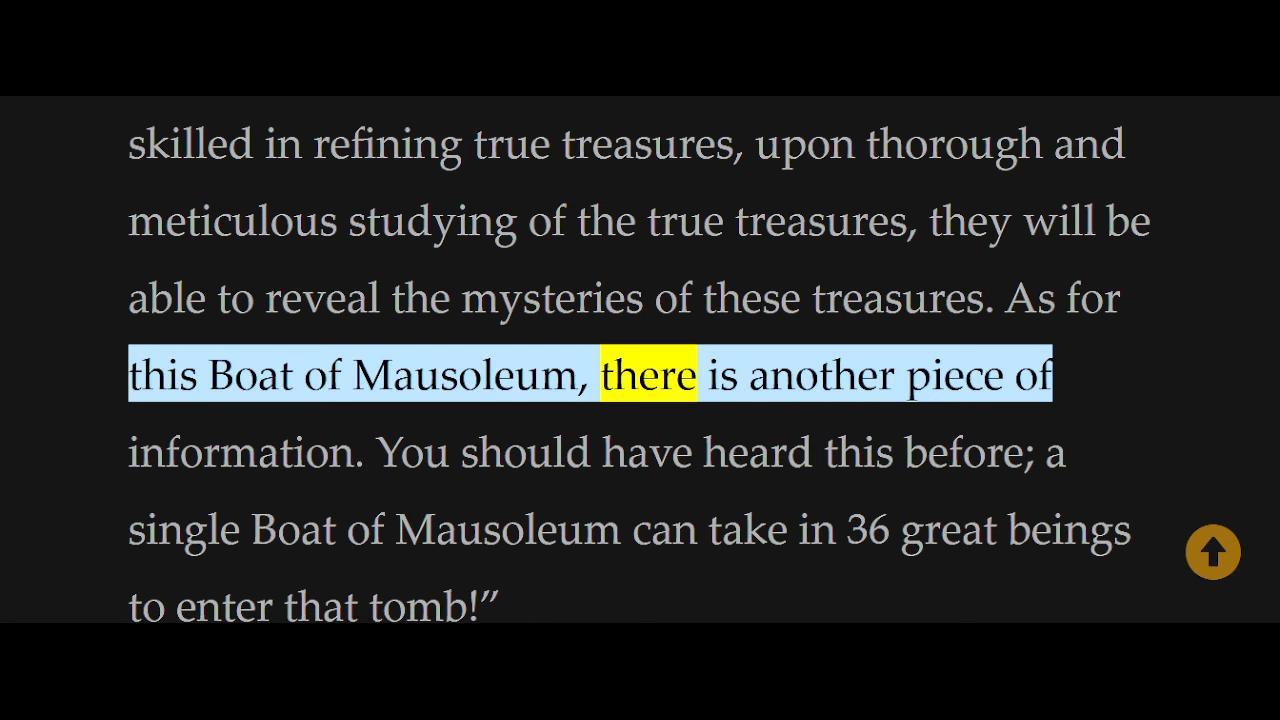 skilled in refining true treasures, upon thorough and
meticulous studying of the true treasures, they will be
able to reveal the mysteries of these treasures. As for
this Boat of Mausoleum, there is another piece of
information. You should have heard this before; a
single Boat of Mausoleum can take in 36 great beings
to enter that tomb!”